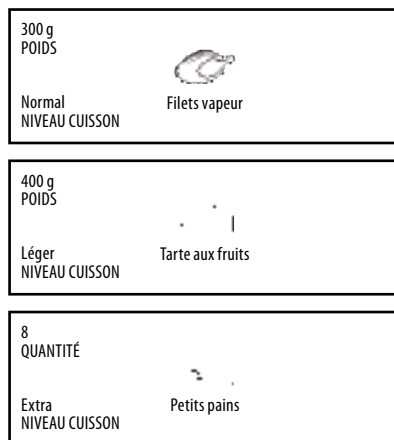 300 g
POIDS
Normal
NIVEAU CUISSON
Filets vapeur
400 g
POIDS
Léger
NIVEAU CUISSON
Tarte aux fruits
8
QUANTITÉ
Extra
NIVEAU CUISSON
Petits pains